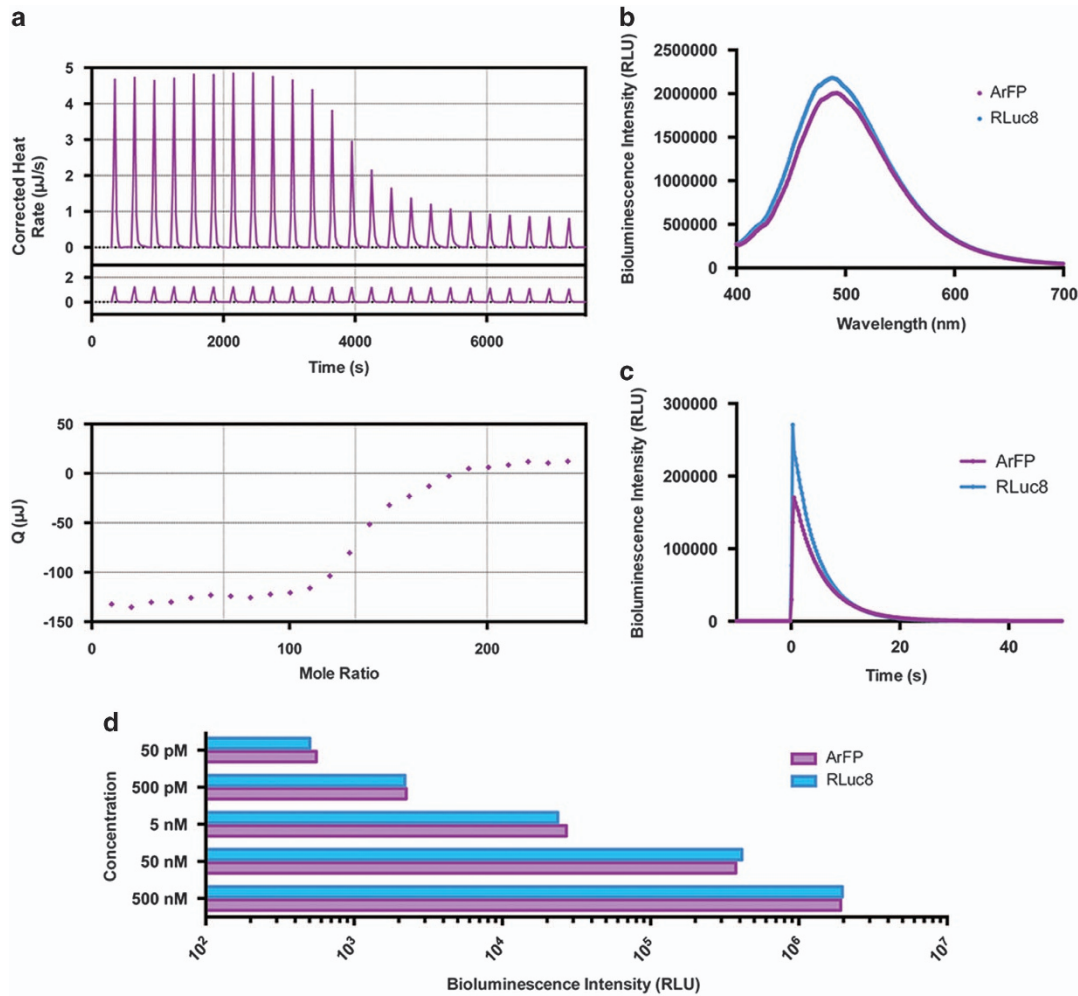 a
5
4
3
2
1
0
2
0
Corrected Heat
Rate (µJ/s)
0 2000 4000 6000
Time (s)
50
0
-50
-100
-150
Q (µJ)
0 100 200
Mole Ratio
b
2500000
2000000
1500000
1000000
500000
0
Bioluminescence Intensity (RLU)
ArFP
RLuc8
400 500 600 700
Wavelength (nm)
c
300000
200000
100000
0
Bioluminescence Intensity (RLU)
ArFP
RLuc8
0 20 40
Time (s)
d
Concentration
50 pM
500 pM
5 nM
50 nM
500 nM
ArFP
RLuc8
10² 10³ 10⁴ 10⁵ 10⁶ 10⁷
Bioluminescence Intensity (RLU)